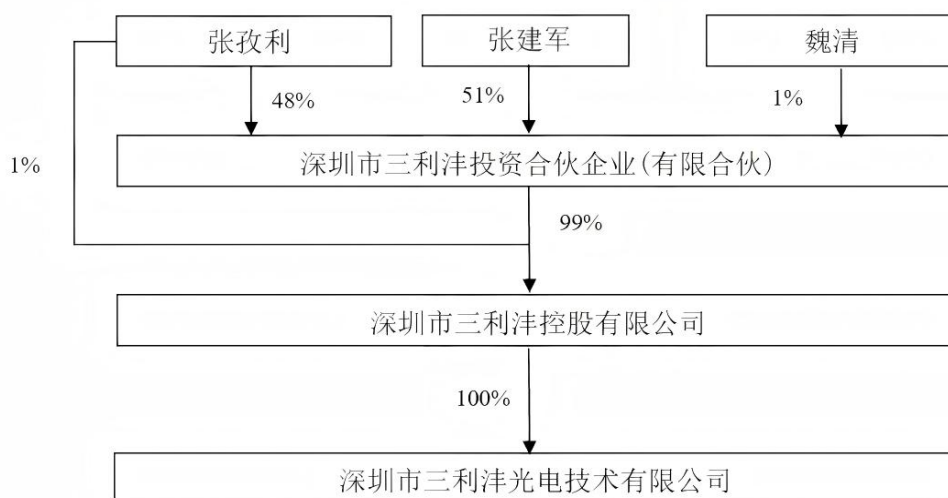 张孜利
张建军
魏清
48%
51%
1%
1%
深圳市三利沣投资合伙企业(有限合伙)
99%
深圳市三利沣控股有限公司
100%
深圳市三利沣光电技术有限公司